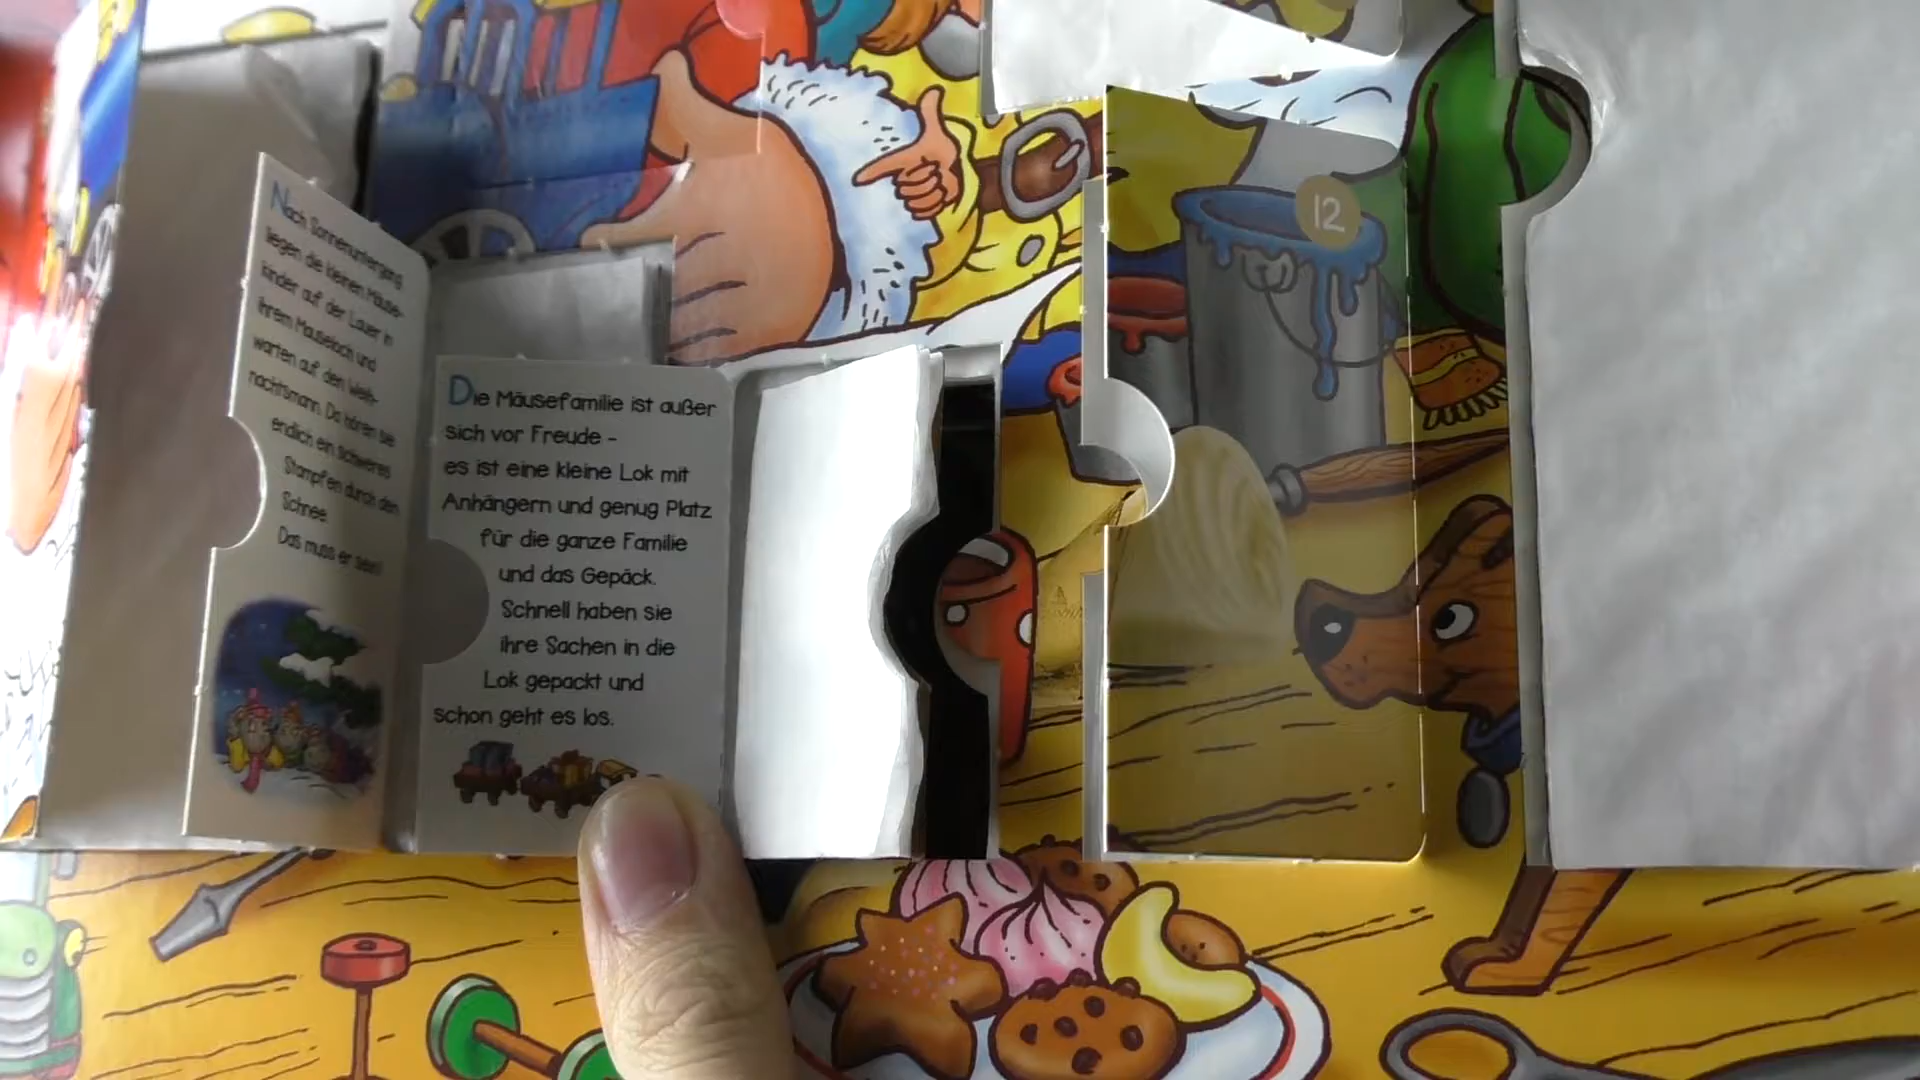 Nach Sonnenuntergang
liegen die kleinen Mäuse-
kinder auf der Lauer in
ihrem Mauseloch und
warten auf den Weih-
nachtsmann. Da hören sie
endlich ein schweres
Stampfen durch den
Schnee.
Das muss er sein!
Die Mäusefamilie ist außer
sich vor Freude -
es ist eine kleine Lok mit
Anhängern und genug Platz
für die ganze Familie
und das Gepäck.
Schnell haben sie
ihre Sachen in die
Lok gepackt und
schon geht es los.
12